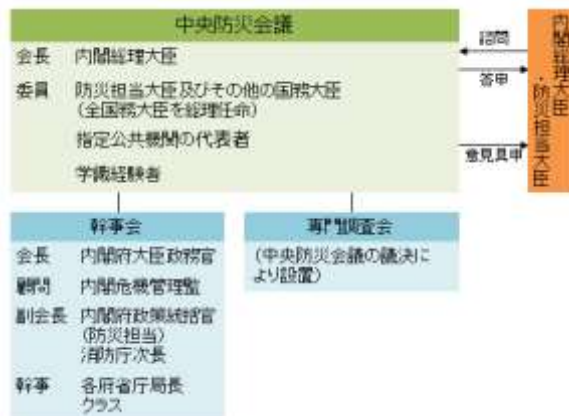 中央防災会議
会長 内閣総理大臣
委員 防災担当大臣及びその他の国務大臣
(全国務大臣を総理任命)
指定公共機関の代表者
学識経験者
諮問
答申
意見具申
内閣総理大臣
・防災担当大臣
幹事会
会長 内閣府大臣政務官
顧問 内閣危機管理監
副会長 内閣府政策統括官
(防災担当)
消防庁次長
幹事 各府省庁局長
クラス
専門調査会
(中央防災会議の議決に
より設置)